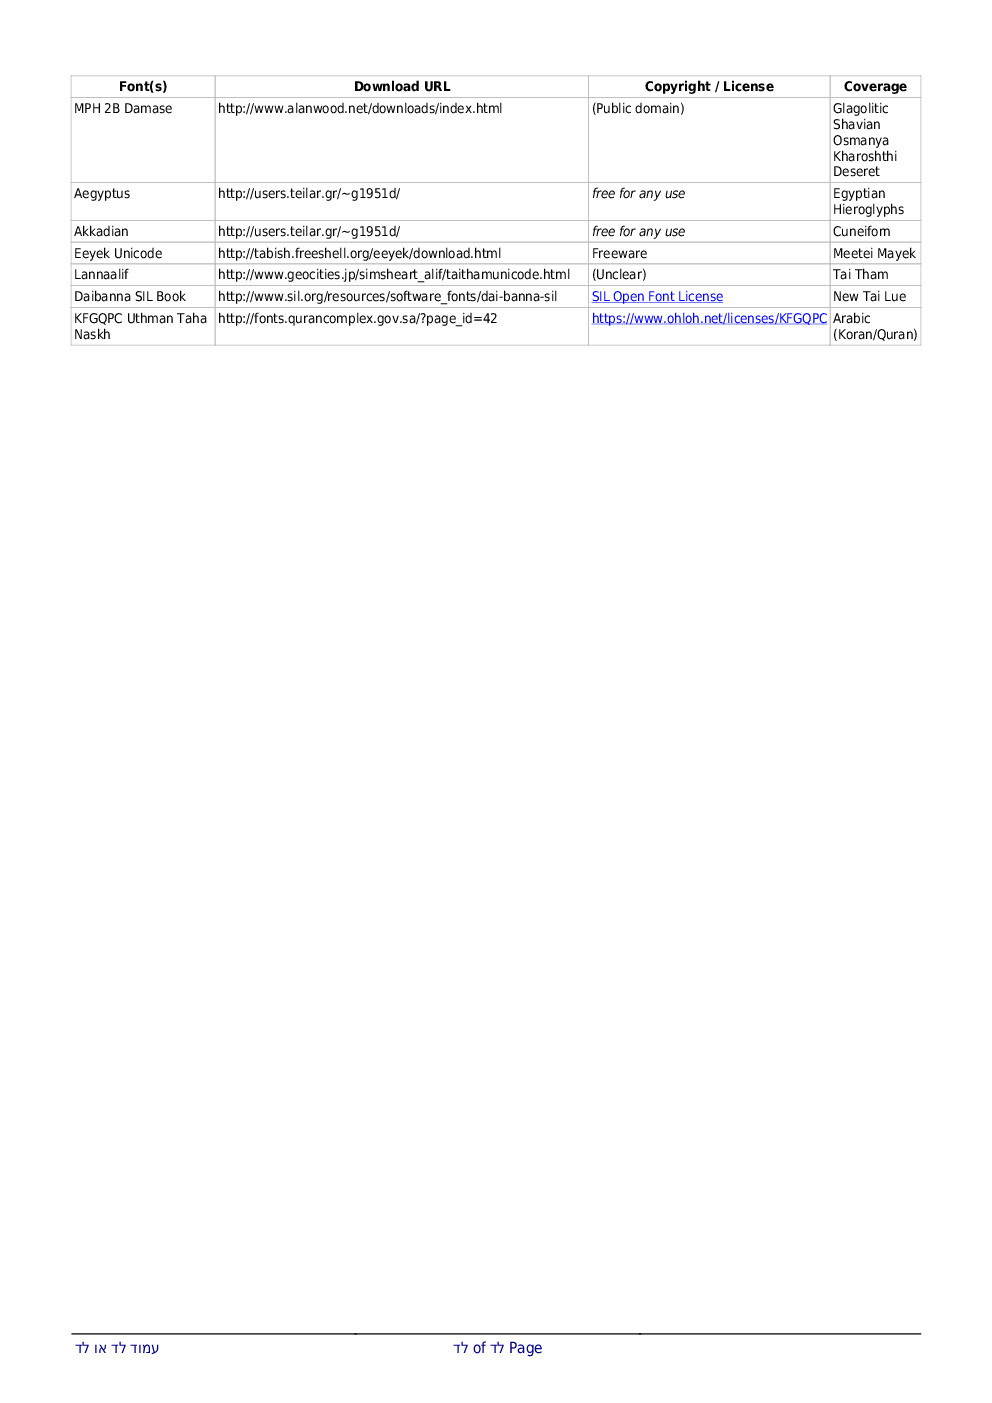 Font(s) Download URL Copyright / License Coverage
MPH 2B Damase http://www.alanwood.net/downloads/index.html (Public domain) Glagolitic
Shavian
Osmanya
Kharoshthi
Deseret
Aegyptus http://users.teilar.gr/~g1951d/ free for any use Egyptian
Hieroglyphs
Akkadian http://users.teilar.gr/~g1951d/ free for any use Cuneifom
Eeyek Unicode http://tabish.freeshell.org/eeyek/download.html Freeware Meetei Mayek
Lannaalif http://www.geocities.jp/simsheart_alif/taithamunicode.html (Unclear) Tai Tham
Daibanna SIL Book http://www.sil.org/resources/software_fonts/dai-banna-sil SIL Open Font License New Tai Lue
KFGQPC Uthman Taha http://fonts.qurancomplex.gov.sa/?page_id=42 https://www.ohloh.net/licenses/KFGQPC Arabic
Naskh (Koran/Quran)
עמוד לד או לד
לד of לד Page